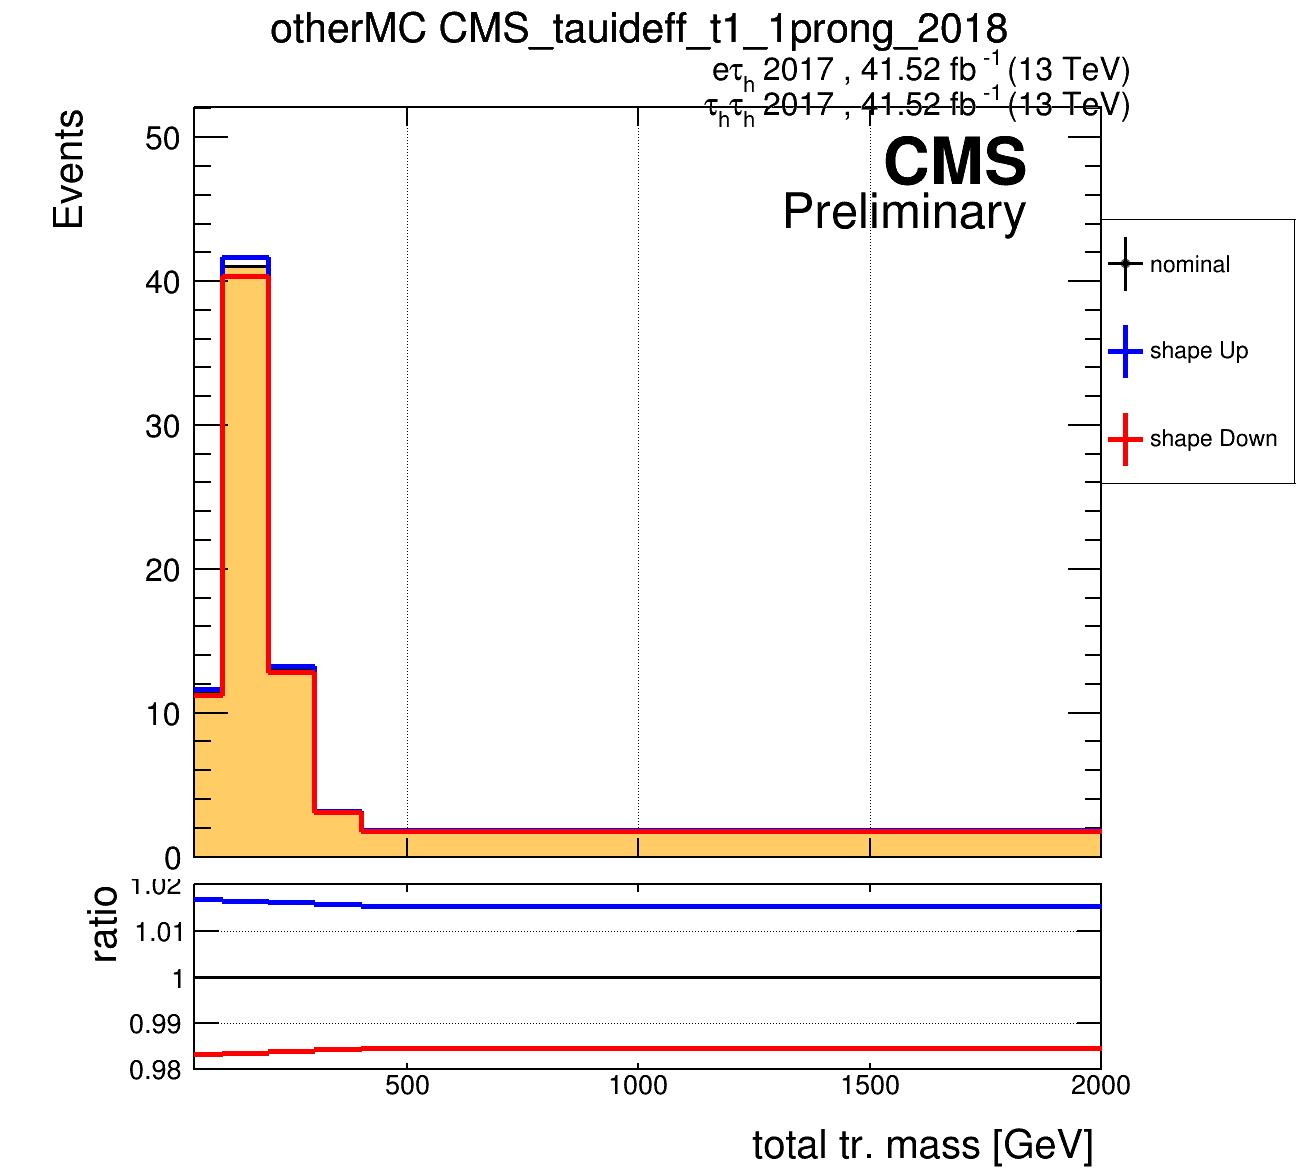 otherMC CMS_tauideff_t1_1prong_2018
eτh 2017 , 41.52 fb -1 (13 TeV)
τhτh 2017 , 41.52 fb -1 (13 TeV)
CMS
Preliminary
Events
50
40
30
20
10
0
nominal
shape Up
shape Down
ratio
1.02
1.01
1
0.99
0.98
500 1000 1500 2000
total tr. mass [GeV]